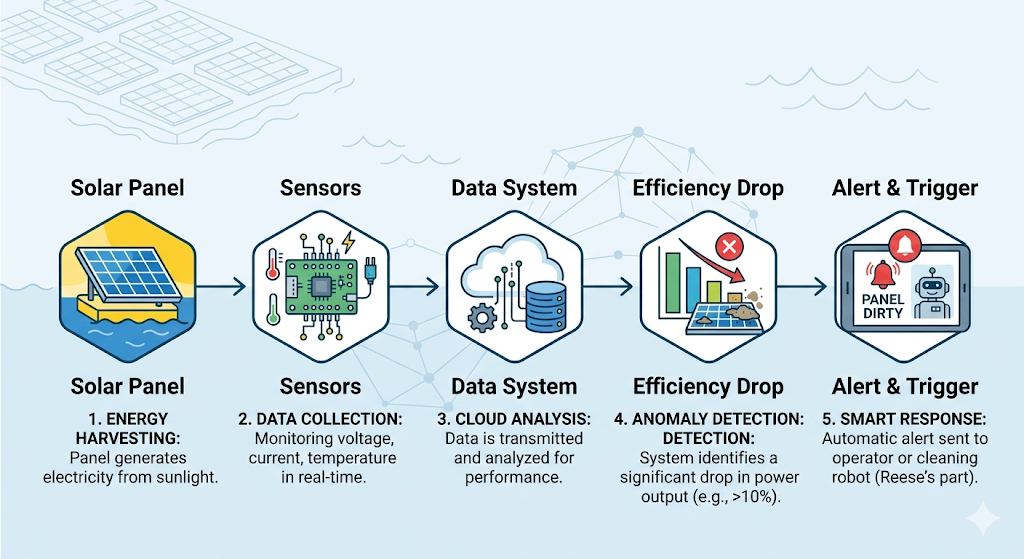 Solar Panel
Sensors
Data System
Efficiency Drop
Alert & Trigger
PANEL
DIRTY
Solar Panel
Sensors
Data System
Efficiency Drop
Alert & Trigger
1. ENERGY
HARVESTING:
Panel generates
electricity from sunlight.
2. DATA COLLECTION:
Monitoring voltage,
current, temperature
in real-time.
3. CLOUD ANALYSIS:
Data is transmitted
and analyzed for
performance.
4. ANOMALY DETECTION:
DETECTION:
System identifies a
significant drop in power
output (e.g., >10%).
5. SMART RESPONSE:
Automatic alert sent to
operator or cleaning
robot (Reese's part).